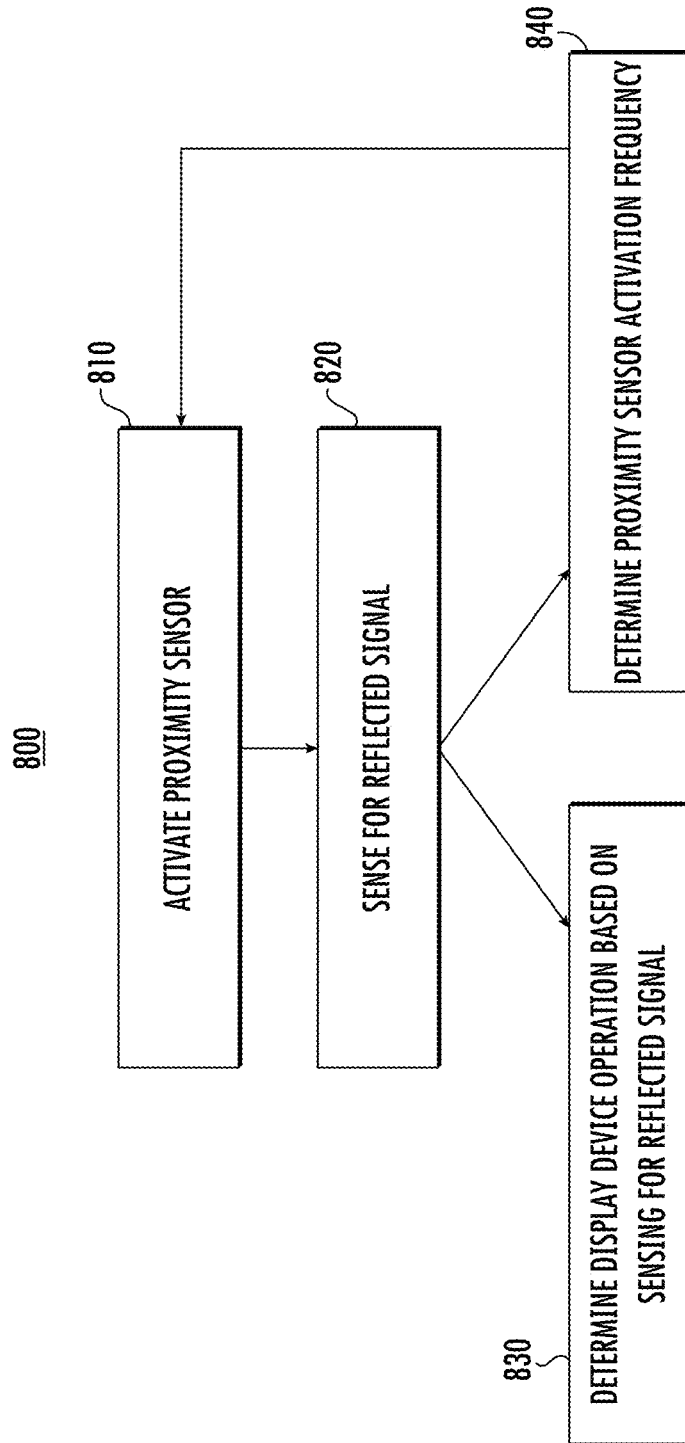 800
810
ACTIVATE PROXIMITY SENSOR
820
SENSE FOR REFLECTED SIGNAL
830
DETERMINE DISPLAY DEVICE OPERATION BASED ON
SENSING FOR REFLECTED SIGNAL
840
DETERMINE PROXIMITY SENSOR ACTIVATION FREQUENCY